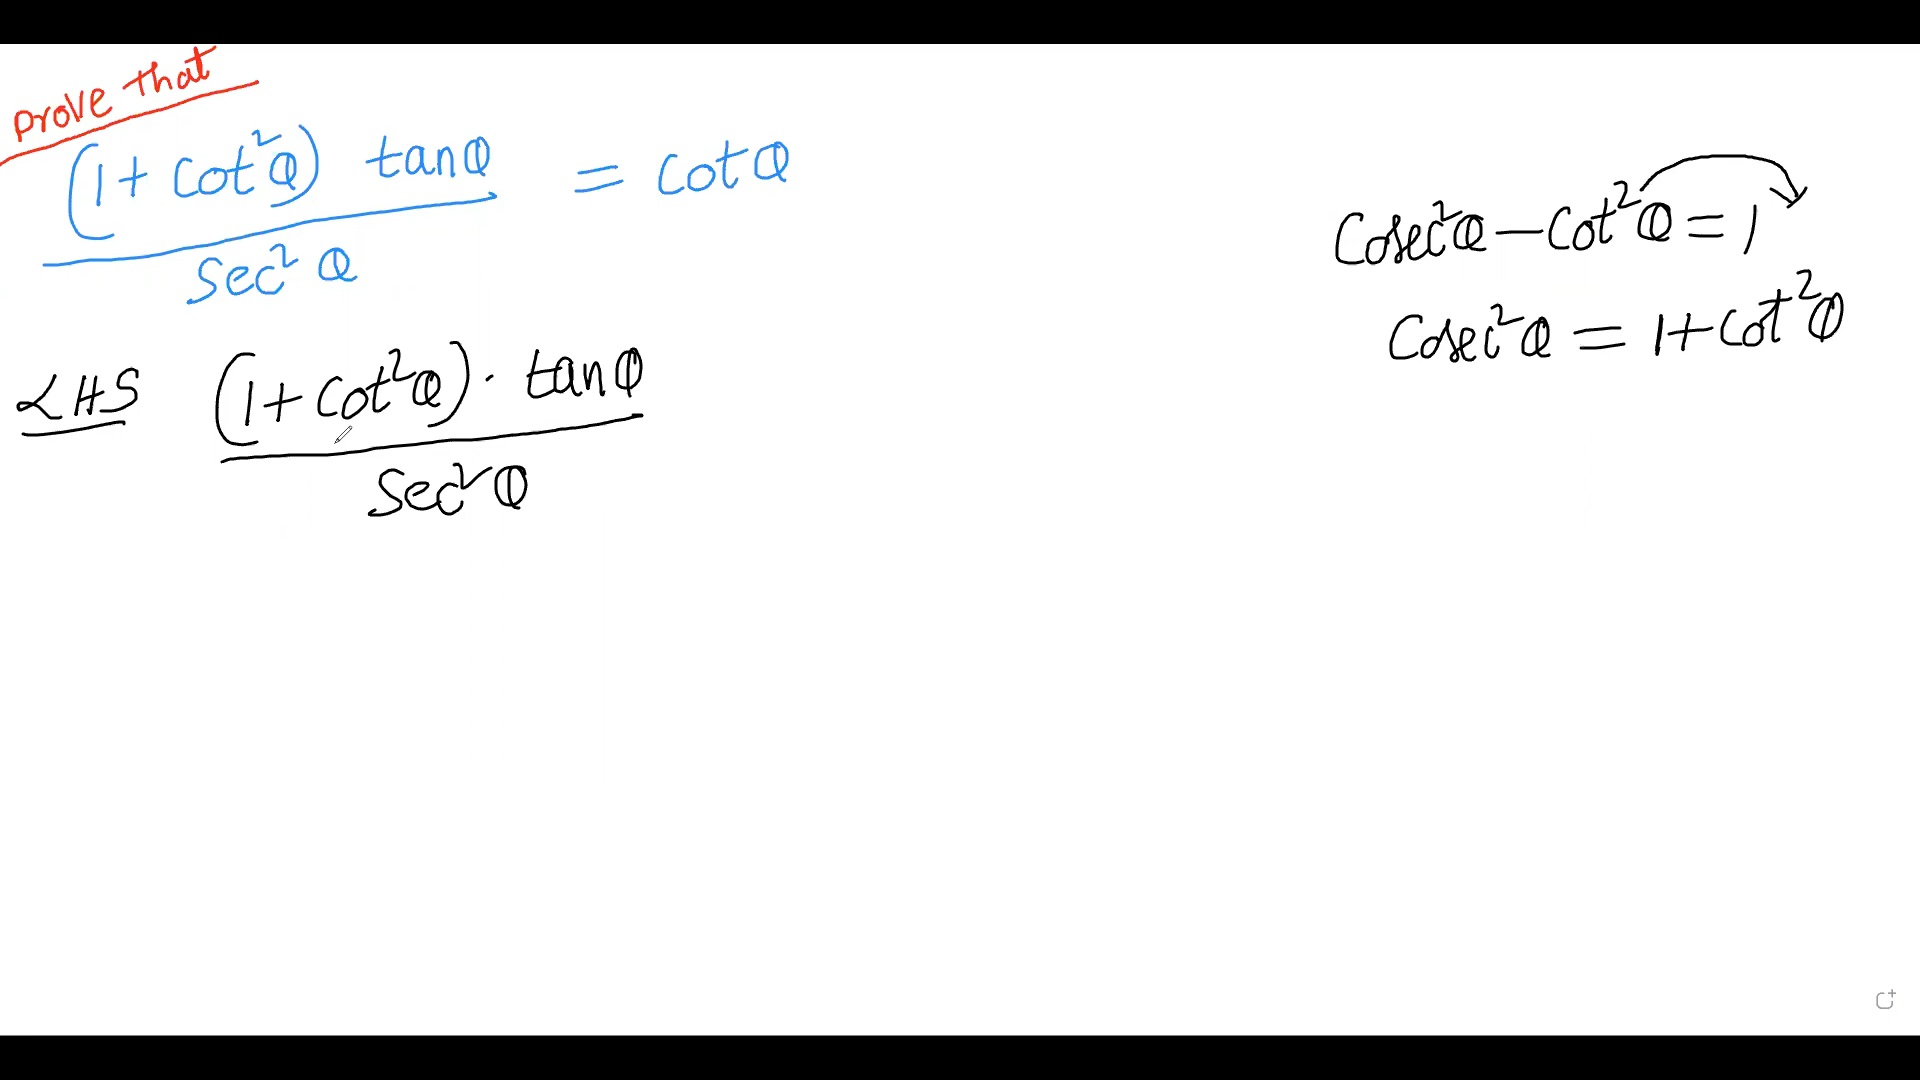 Prove that
(1 + cot²θ) tanθ = cotθ
sec²θ
LHS (1 + cot²θ) · tanθ
sec²θ
Cosec²θ – cot²θ = 1
Cosec²θ = 1 + cot²θ